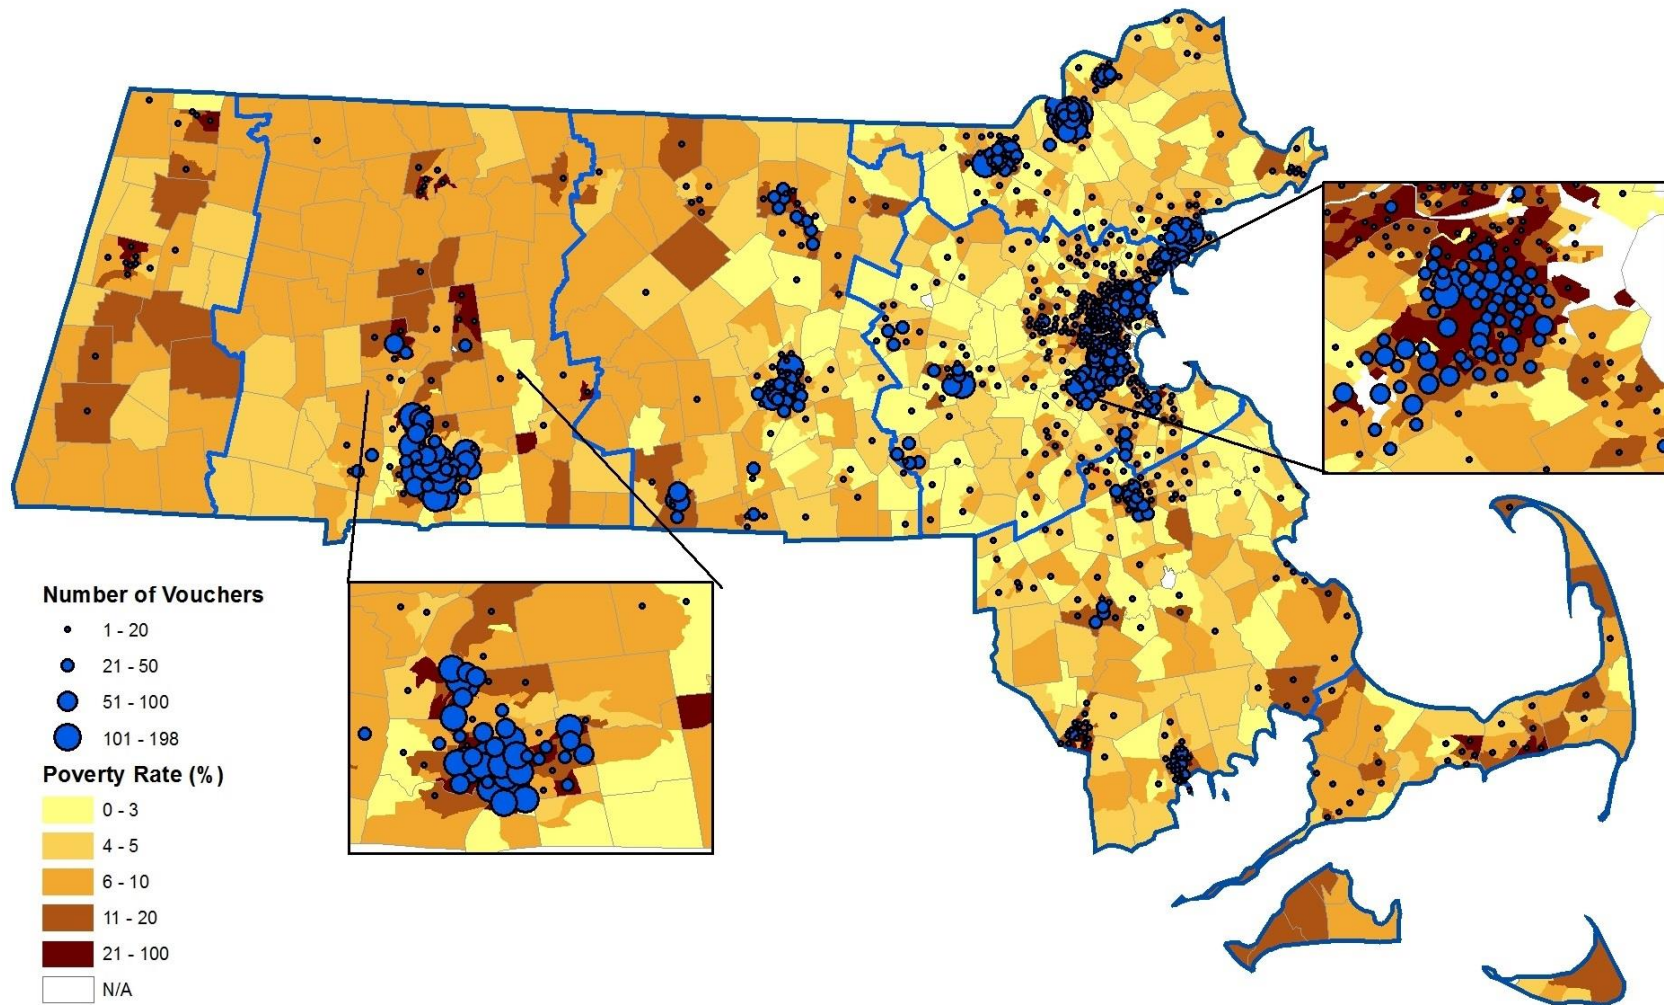 Number of Vouchers
1 - 20
21 - 50
51 - 100
101 - 198
Poverty Rate (%)
0 - 3
4 - 5
6 - 10
11 - 20
21 - 100
N/A